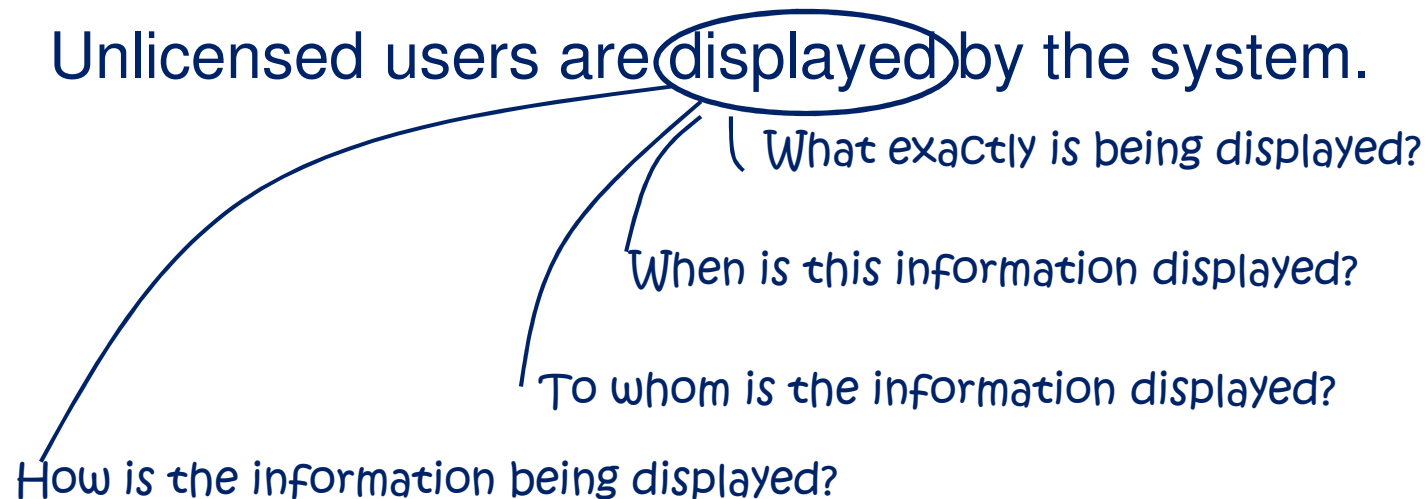 Unlicensed users are displayed by the system.
What exactly is being displayed?
When is this information displayed?
To whom is the information displayed?
How is the information being displayed?